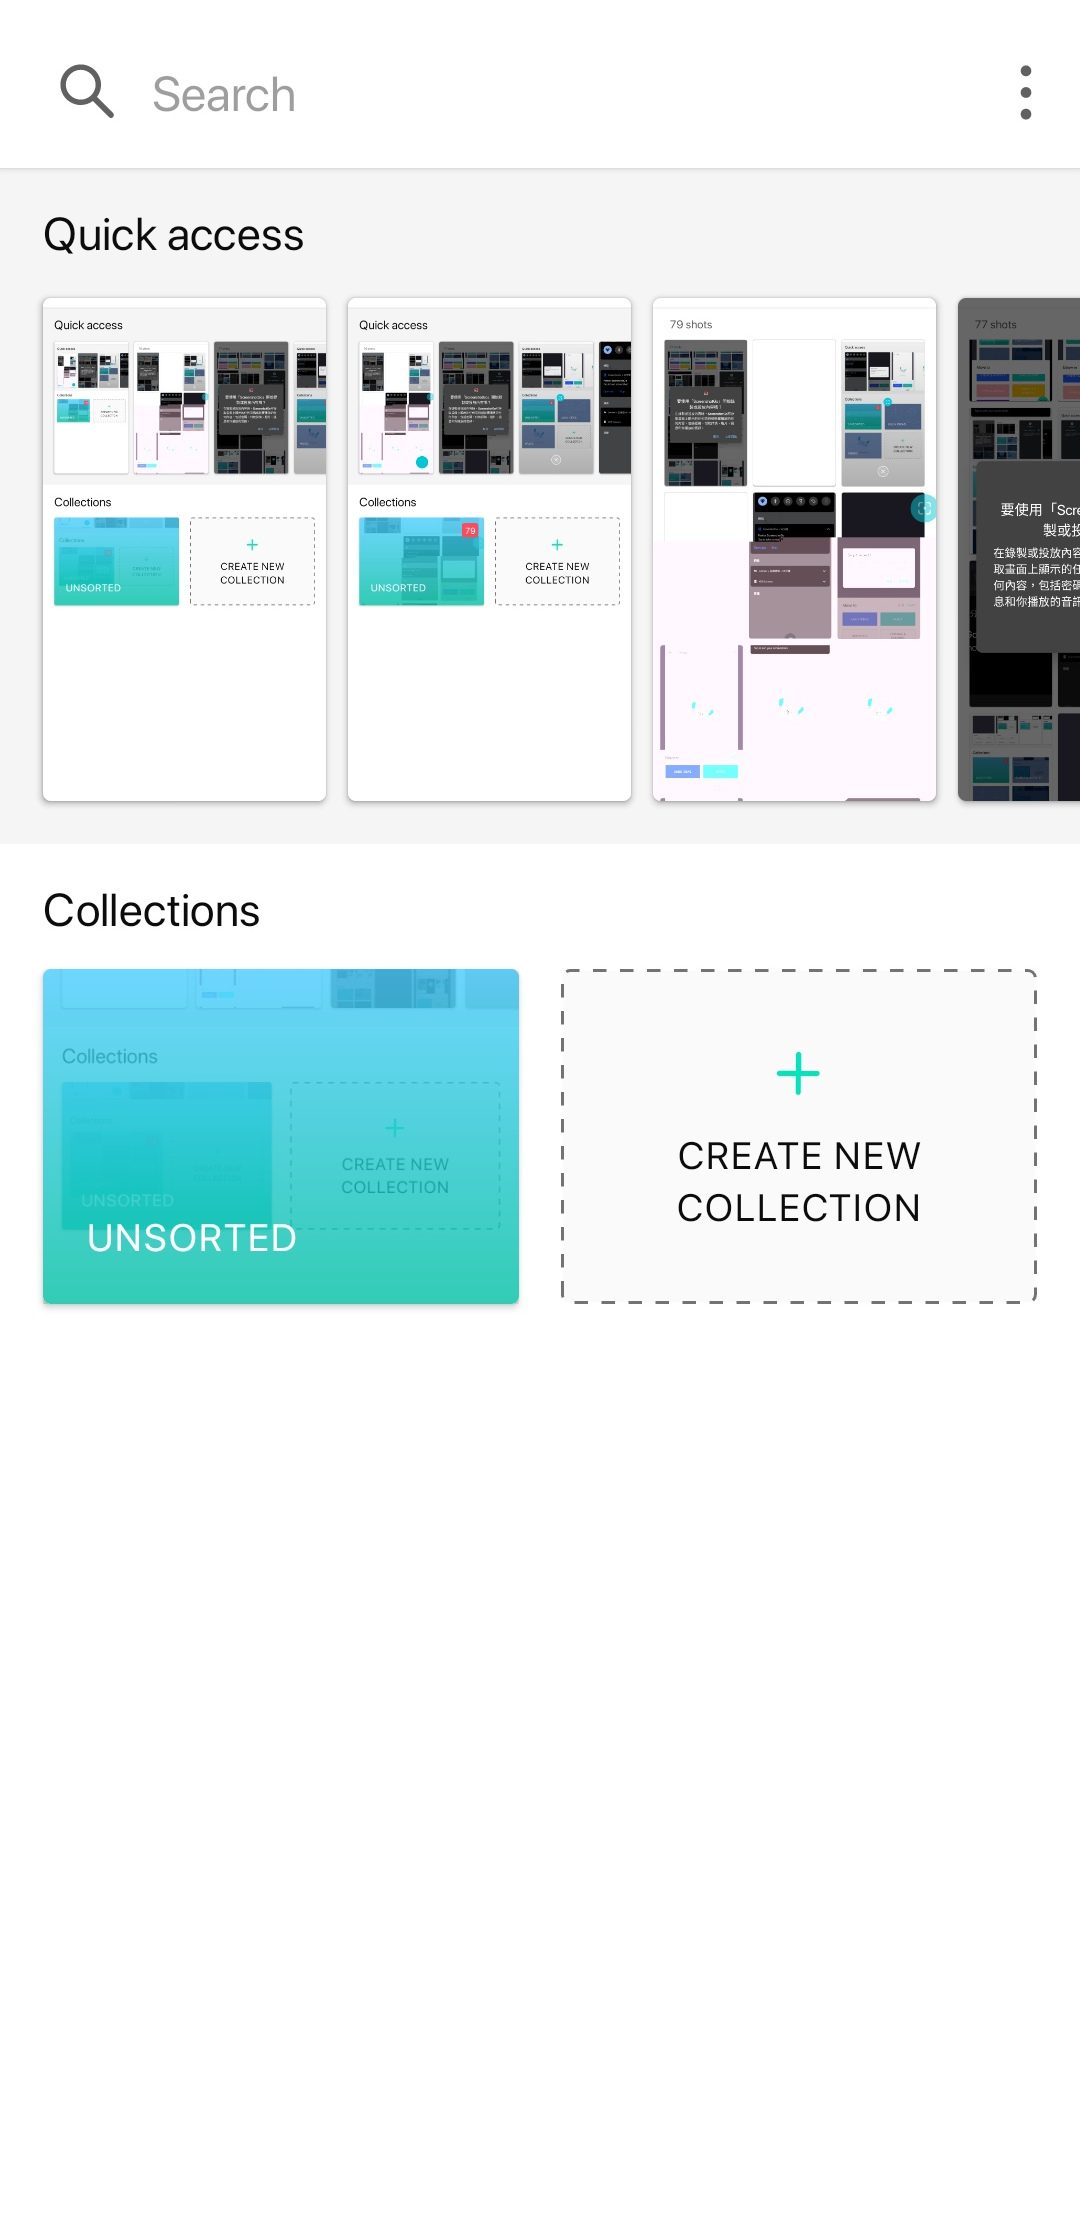 Search
Quick access
Quick access
Collections
UNSORTED
CREATE NEW
COLLECTION
Quick access
Collections
79
UNSORTED
CREATE NEW
COLLECTION
79 shots
77 shots
要使用「Scre
製或投
在錄製或投放內容
取畫面上顯示的任
何內容，包括密碼
息和你播放的音訊
Collections
Collections
CREATE NEW
COLLECTION
UNSORTED
UNSORTED
CREATE NEW
COLLECTION